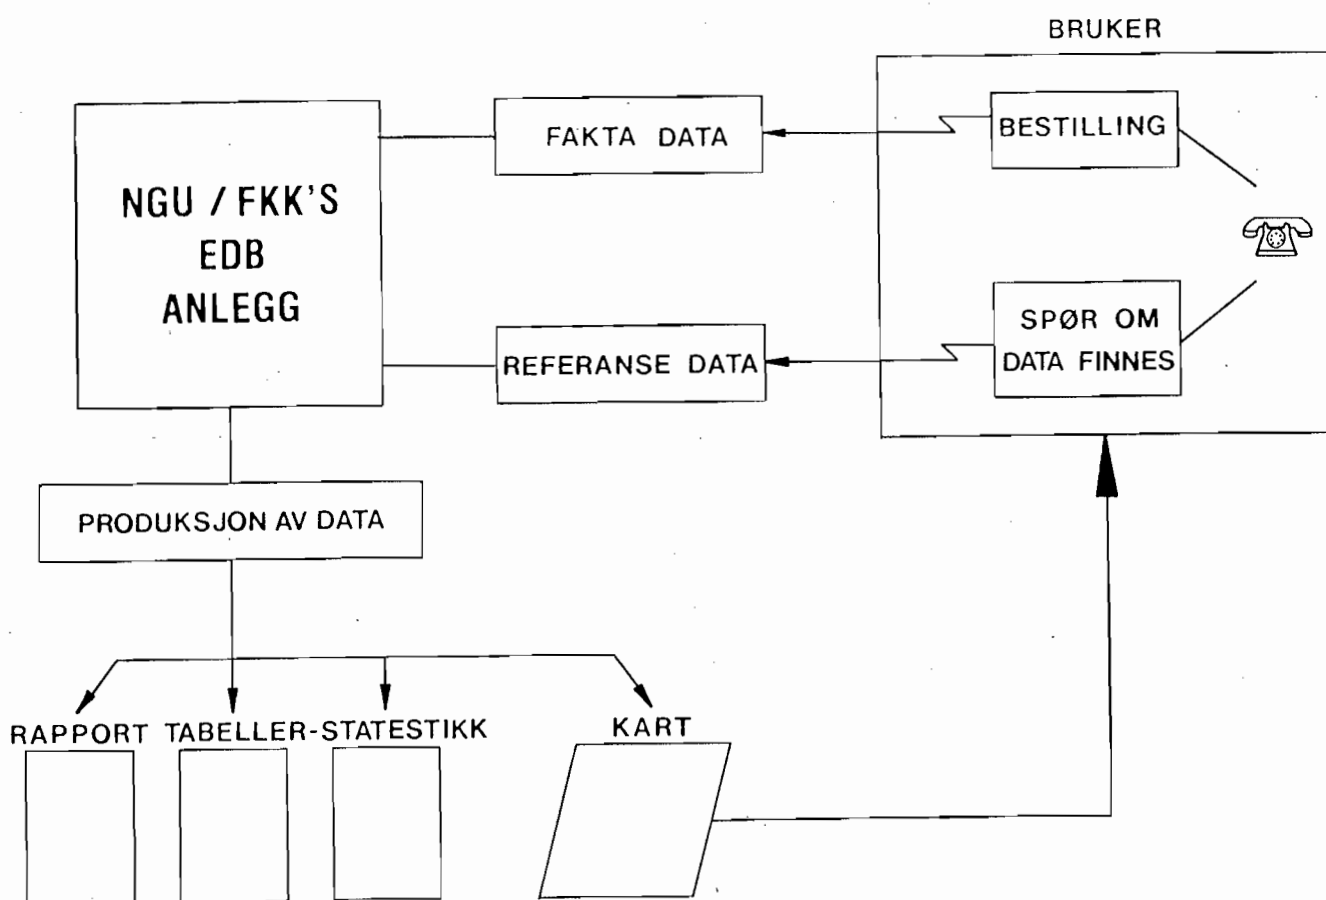 BRUKER
NGU / FKK'S
EDB
ANLEGG
FAKTA DATA
BESTILLING
REFERANSE DATA
SPØR OM
DATA FINNES
PRODUKSJON AV DATA
RAPPORT TABELLER-STATESTIKK
KART